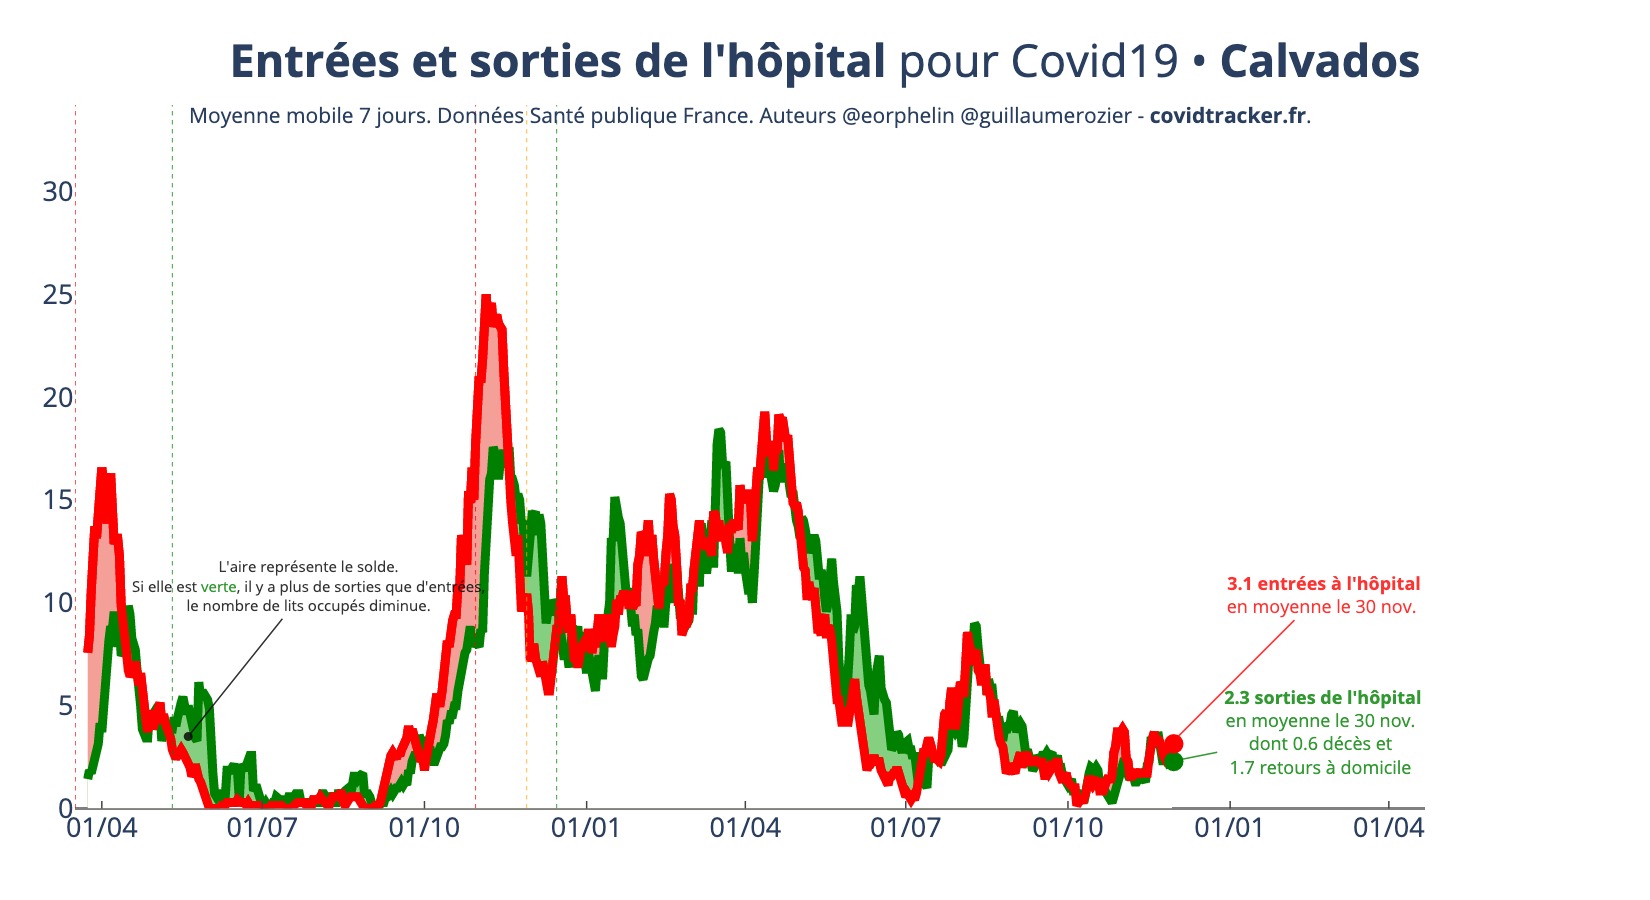 Entrées et sorties de l'hôpital pour Covid19 • Calvados
Moyenne mobile 7 jours. Données Santé publique France. Auteurs @eorphelin @guillaumerozier - covidtracker.fr.
30
25
20
15
10
5
0
L'aire représente le solde.
Si elle est verte, il y a plus de sorties que d'entrées,
le nombre de lits occupés diminue.
3.1 entrées à l'hôpital
en moyenne le 30 nov.
2.3 sorties de l'hôpital
en moyenne le 30 nov.
dont 0.6 décès et
1.7 retours à domicile
01/04 01/07 01/10 01/01 01/04 01/07 01/10 01/01 01/04